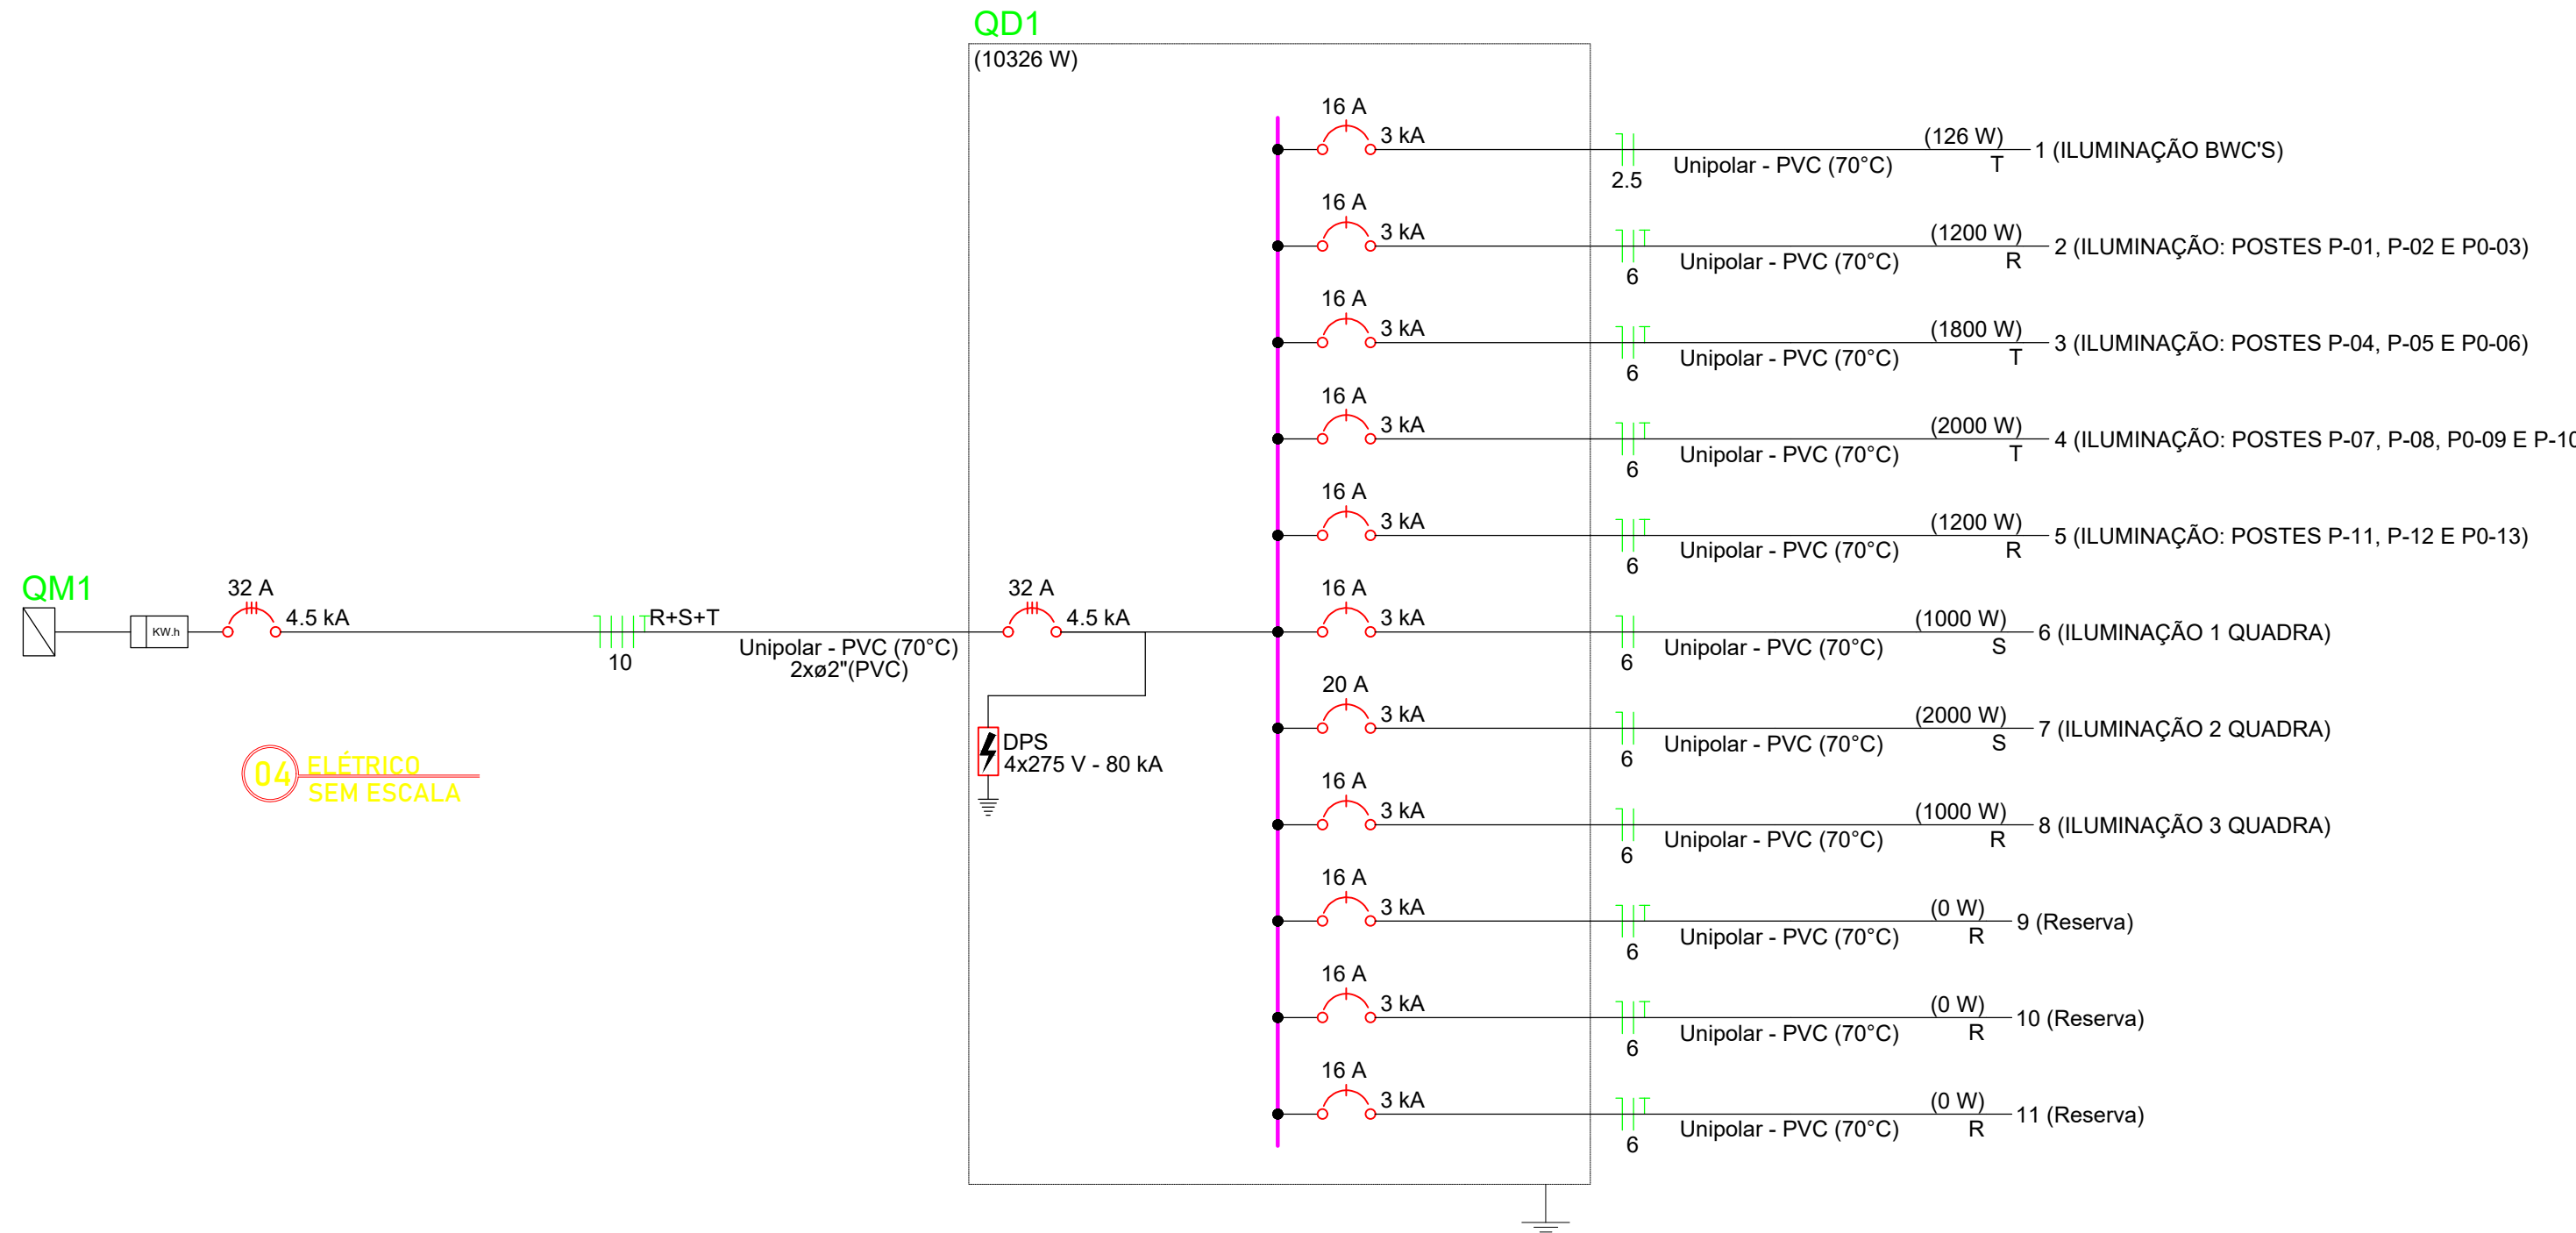 QD1
(10326 W)
16 A
3 kA
2.5
Unipolar - PVC (70°C)
(126 W)
T
1 (ILUMINAÇÃO BWC'S)
16 A
3 kA
6
Unipolar - PVC (70°C)
(1200 W)
R
2 (ILUMINAÇÃO: POSTES P-01, P-02 E P0-03)
16 A
3 kA
6
Unipolar - PVC (70°C)
(1800 W)
T
3 (ILUMINAÇÃO: POSTES P-04, P-05 E P0-06)
16 A
3 kA
6
Unipolar - PVC (70°C)
(2000 W)
T
4 (ILUMINAÇÃO: POSTES P-07, P-08, P0-09 E P-10
16 A
3 kA
6
Unipolar - PVC (70°C)
(1200 W)
R
5 (ILUMINAÇÃO: POSTES P-11, P-12 E P0-13)
QM1
KW.h
32 A
4.5 kA
10
R+S+T
Unipolar - PVC (70°C)
2xø2"(PVC)
32 A
4.5 kA
16 A
3 kA
6
Unipolar - PVC (70°C)
(1000 W)
S
6 (ILUMINAÇÃO 1 QUADRA)
DPS
4x275 V - 80 kA
20 A
3 kA
6
Unipolar - PVC (70°C)
(2000 W)
S
7 (ILUMINAÇÃO 2 QUADRA)
04
ELÉTRICO
SEM ESCALA
16 A
3 kA
6
Unipolar - PVC (70°C)
(1000 W)
R
8 (ILUMINAÇÃO 3 QUADRA)
16 A
3 kA
6
Unipolar - PVC (70°C)
(0 W)
R
9 (Reserva)
16 A
3 kA
6
Unipolar - PVC (70°C)
(0 W)
R
10 (Reserva)
16 A
3 kA
6
Unipolar - PVC (70°C)
(0 W)
R
11 (Reserva)